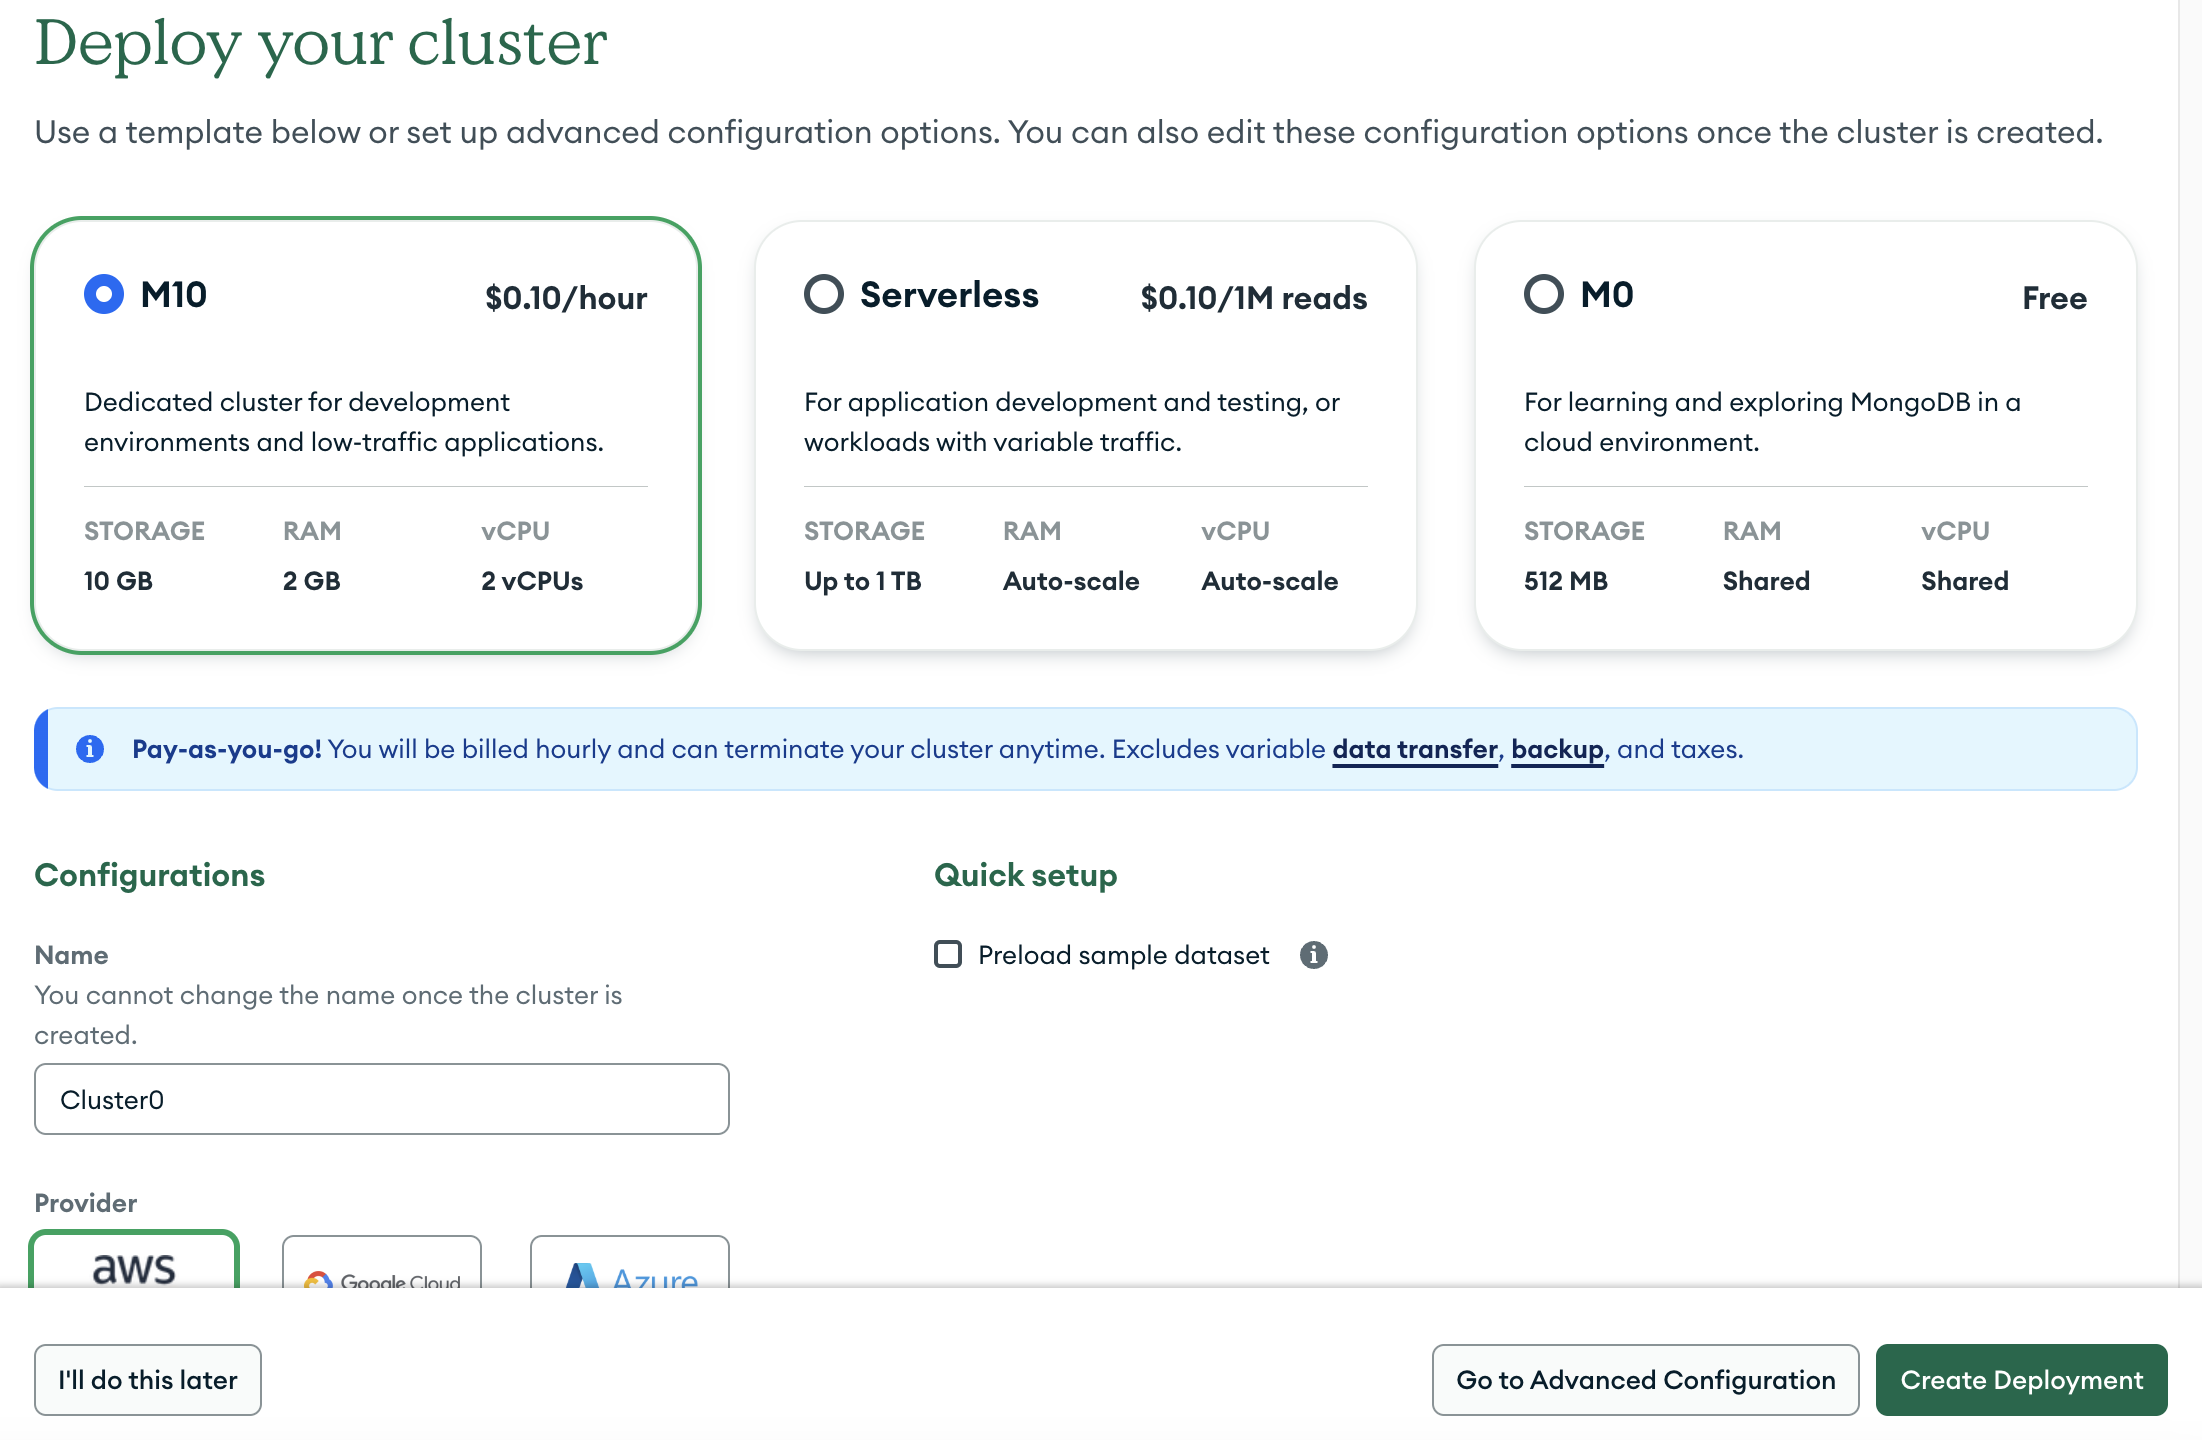 Deploy your cluster
Use a template below or set up advanced configuration options. You can also edit these configuration options once the cluster is created.
M10 $0.10/hour
Dedicated cluster for development
environments and low-traffic applications.
STORAGE RAM vCPU
10 GB 2 GB 2 vCPUs
Serverless $0.10/1M reads
For application development and testing, or
workloads with variable traffic.
STORAGE RAM vCPU
Up to 1 TB Auto-scale Auto-scale
M0 Free
For learning and exploring MongoDB in a
cloud environment.
STORAGE RAM vCPU
512 MB Shared Shared
Pay-as-you-go! You will be billed hourly and can terminate your cluster anytime. Excludes variable data transfer, backup, and taxes.
Configurations
Name
You cannot change the name once the cluster is
created.
Cluster0
Provider
aws Google Cloud Azure
Quick setup
Preload sample dataset
I'll do this later
Go to Advanced Configuration
Create Deployment